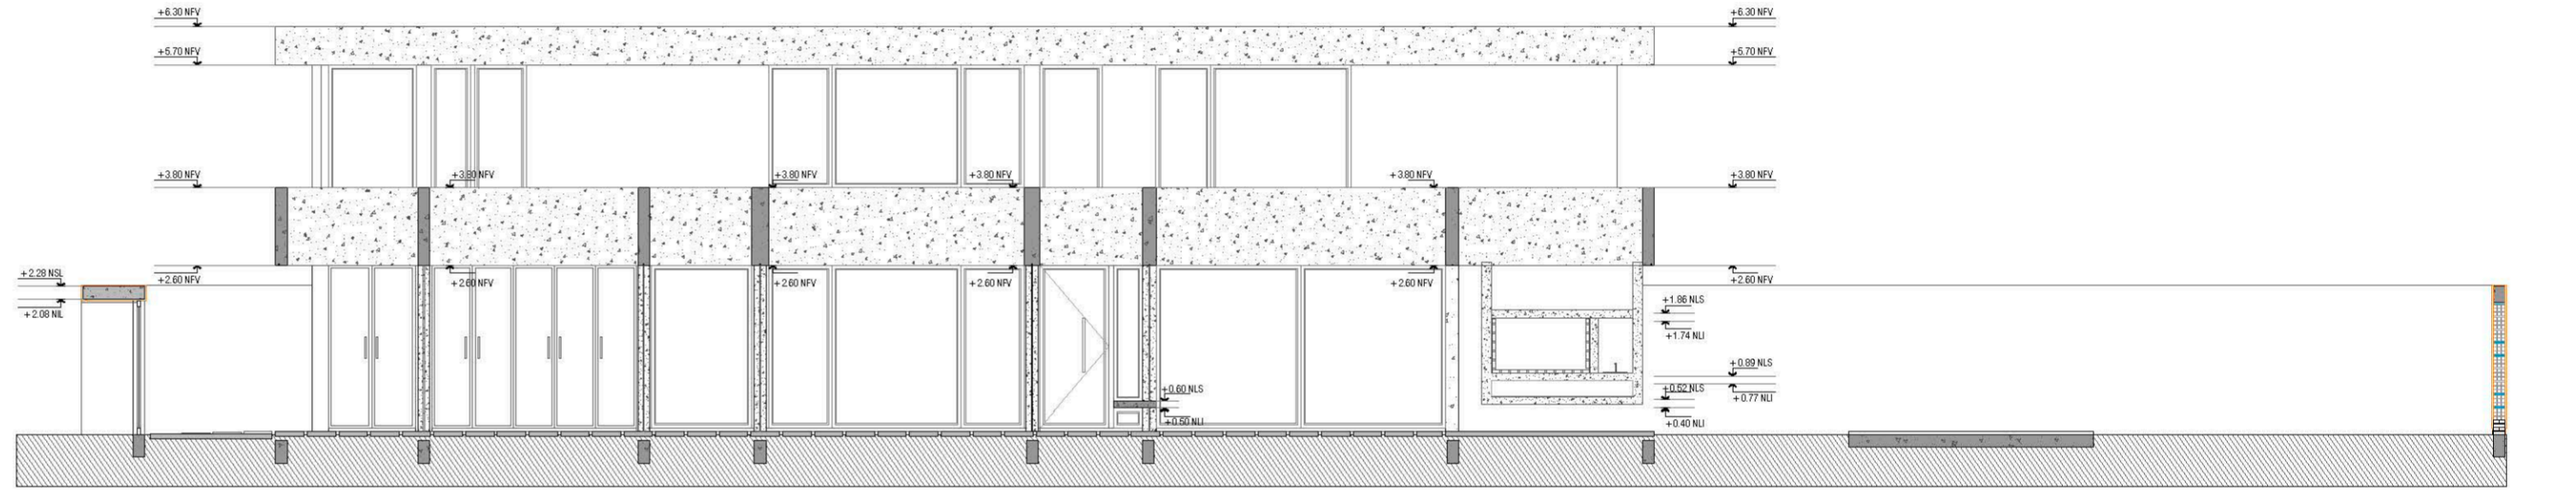 +6.30 NFV
+6.30 NFV
+5.70 NFV
+5.70 NFV
+3.80 NFV
+3.80 NFV
+3.80 NFV
+3.80 NFV
+3.80 NFV
+3.80 NFV
+2.28 NSL
+2.60 NFV
+2.60 NFV
+2.60 NFV
+2.60 NFV
+2.60 NFV
+2.60 NFV
+2.08 NIL
+1.86 NLS
+1.74 NLI
+0.89 NLS
+0.60 NLS
+0.52 NLS
+0.77 NLI
+0.50 NLI
+0.40 NLI